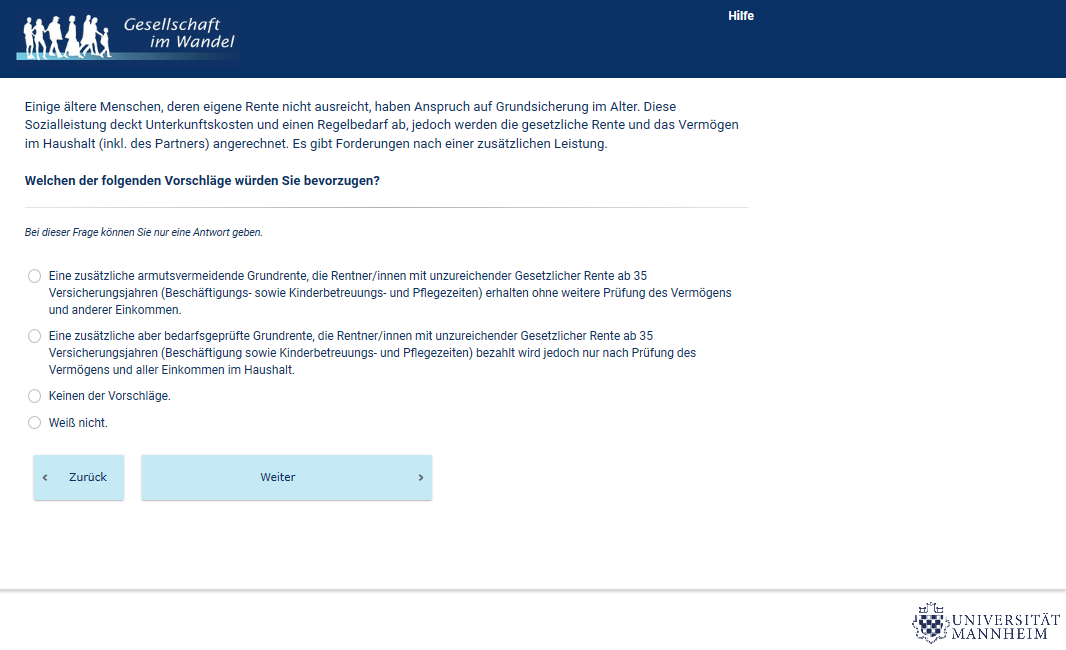 Gesellschaft
im Wandel
Hilfe
Einige ältere Menschen, deren eigene Rente nicht ausreicht, haben Anspruch auf Grundsicherung im Alter. Diese
Sozialleistung deckt Unterkunftskosten und einen Regelbedarf ab, jedoch werden die gesetzliche Rente und das Vermögen
im Haushalt (inkl. des Partners) angerechnet. Es gibt Forderungen nach einer zusätzlichen Leistung.
Welchen der folgenden Vorschläge würden Sie bevorzugen?
Bei dieser Frage können Sie nur eine Antwort geben.
Eine zusätzliche armutsvermeidende Grundrente, die Rentner/innen mit unzureichender Gesetzlicher Rente ab 35
Versicherungsjahren (Beschäftigungs- sowie Kinderbetreuungs- und Pflegezeiten) erhalten ohne weitere Prüfung des Vermögens
und anderer Einkommen.
Eine zusätzliche aber bedarfsgeprüfte Grundrente, die Rentner/innen mit unzureichender Gesetzlicher Rente ab 35
Versicherungsjahren (Beschäftigung sowie Kinderbetreuungs- und Pflegezeiten) bezahlt wird jedoch nur nach Prüfung des
Vermögens und aller Einkommen im Haushalt.
Keinen der Vorschläge.
Weiß nicht.
Zurück
Weiter
UNIVERSITÄT
MANNHEIM